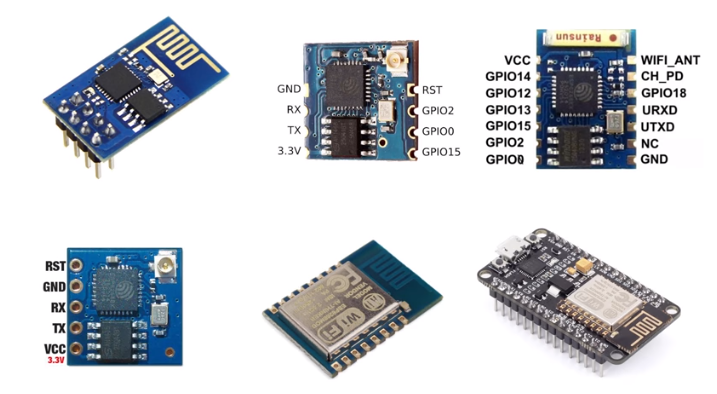 Rainsun
GND
RX
TX
3.3V
RST
GPIO2
GPIO0
GPIO15
VCC
GPIO14
GPIO12
GPIO13
GPIO15
GPIO2
GPIO0
WIFI_ANT
CH_PD
GPIO18
URXD
UTXD
NC
GND
RST
GND
RX
TX
VCC
3.3V
WiFi